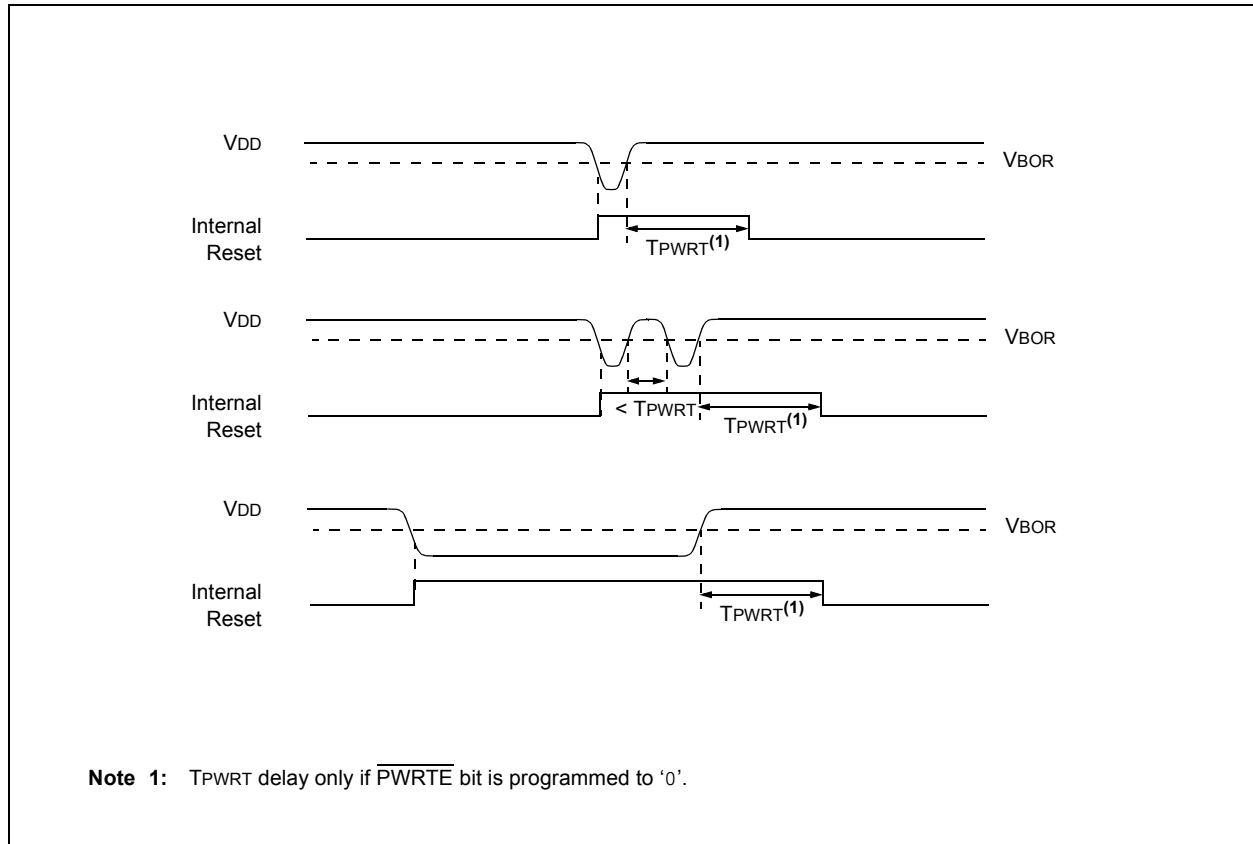 VDD
VBOR
Internal
Reset
TPWRT(1)
VDD
VBOR
Internal
Reset
< TPWRT
TPWRT(1)
VDD
VBOR
Internal
Reset
TPWRT(1)
Note 1: TPWRT delay only if PWRTE bit is programmed to ‘0’.